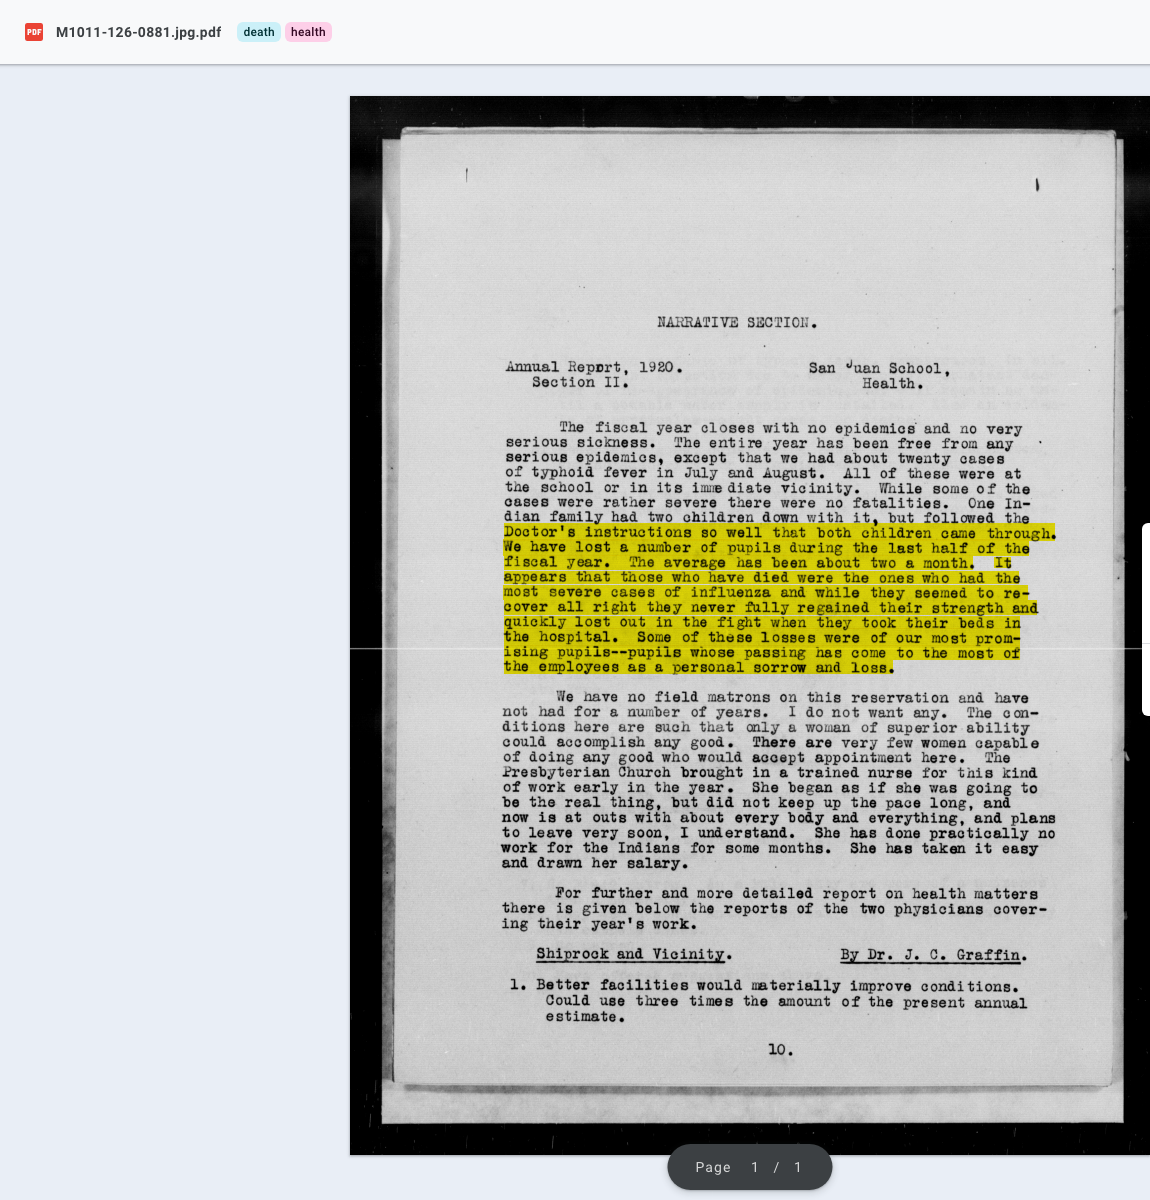 PDF M1011-126-0881.jpg.pdf death health
NARRATIVE SECTION.
Annual Report, 1920. San Juan School,
Section II. Health.
The fiscal year closes with no epidemics and no very
serious sickness. The entire year has been free from any
serious epidemics, except that we had about twenty cases
of typhoid fever in July and August. All of these were at
the school or in its immediate vicinity. While some of the
cases were rather severe there were no fatalities. One In-
dian family had two children down with it, but followed the
Doctor's instructions so well that both children came through.
We have lost a number of pupils during the last half of the
fiscal year. The average has been about two a month. It
appears that those who have died were the ones who had the
most severe cases of influenza and while they seemed to re-
cover all right they never fully regained their strength and
quickly lost out in the fight when they took their beds in
the hospital. Some of these losses were of our most prom-
ising pupils--pupils whose passing has come to the most of
the employees as a personal sorrow and loss.
We have no field matrons on this reservation and have
not had for a number of years. I do not want any. The con-
ditions here are such that only a woman of superior ability
could accomplish any good. There are very few women capable
of doing any good who would accept appointment here. The
Presbyterian Church brought in a trained nurse for this kind
of work early in the year. She began as if she was going to
be the real thing, but did not keep up the pace long, and
now is at outs with about every body and everything, and plans
to leave very soon, I understand. She has done practically no
work for the Indians for some months. She has taken it easy
and drawn her salary.
For further and more detailed report on health matters
there is given below the reports of the two physicians cover-
ing their year's work.
Shiprock and Vicinity. By Dr. J. C. Graffin.
1. Better facilities would materially improve conditions.
Could use three times the amount of the present annual
estimate.
10.
Page 1 / 1